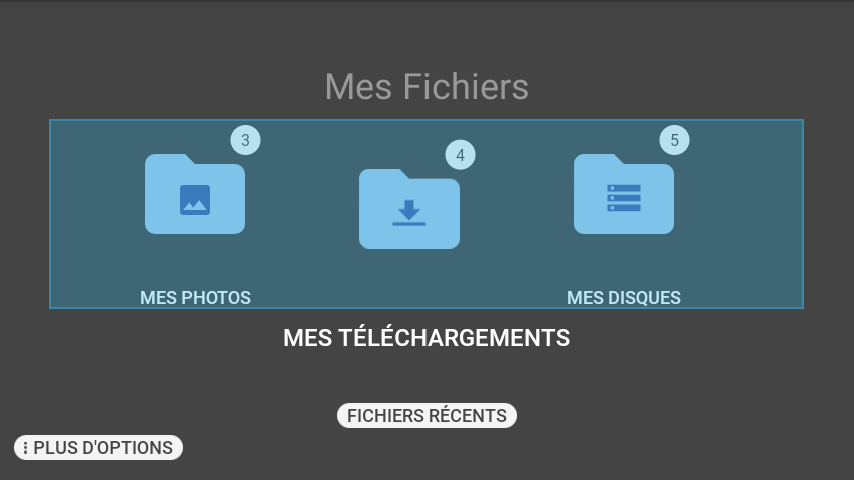 Mes Fichiers
3
4
5
MES PHOTOS
MES DISQUES
MES TÉLÉCHARGEMENTS
FICHIERS RÉCENTS
PLUS D'OPTIONS